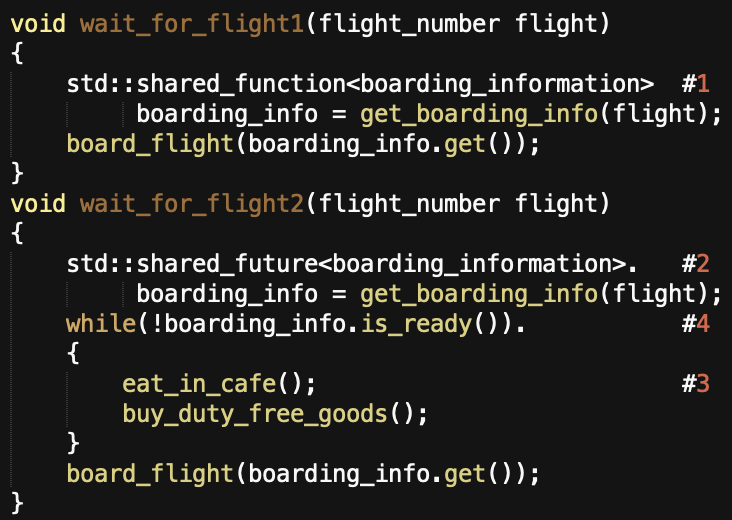 void wait_for_flight1(flight_number flight)
{
    std::shared_function<boarding_information>  #1
         boarding_info = get_boarding_info(flight);
    board_flight(boarding_info.get());
}
void wait_for_flight2(flight_number flight)
{
    std::shared_future<boarding_information>.   #2
         boarding_info = get_boarding_info(flight);
    while(!boarding_info.is_ready()).           #4
    {
        eat_in_cafe();                          #3
        buy_duty_free_goods();
    }
    board_flight(boarding_info.get());
}